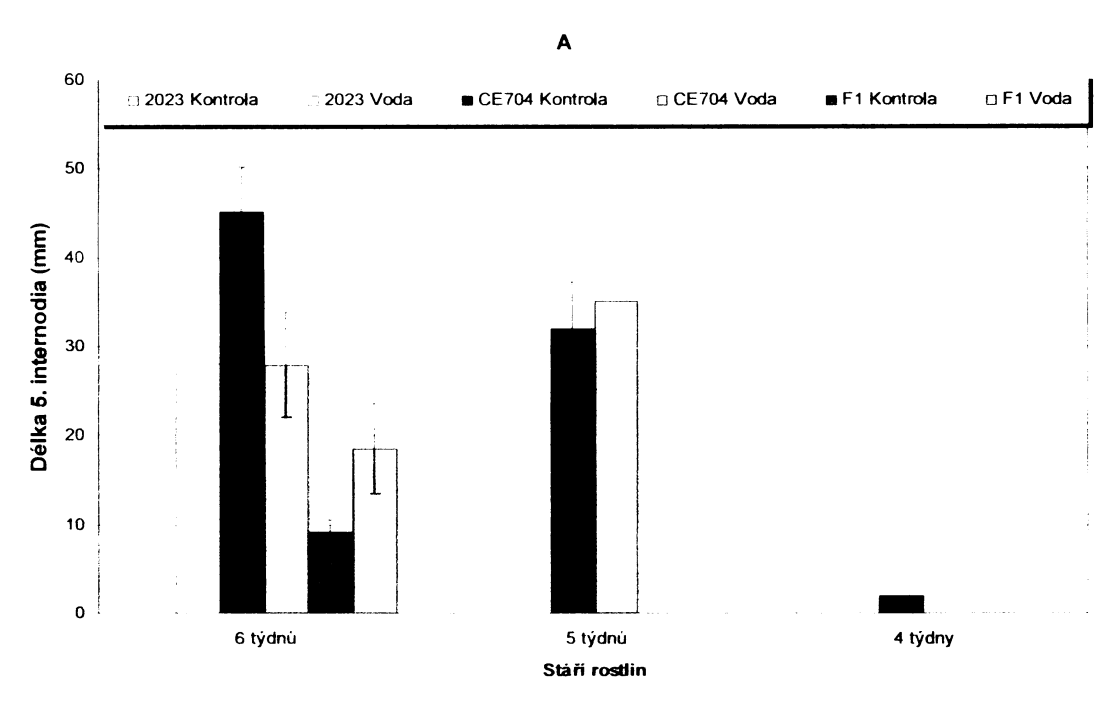 A
60
2023 Kontrola 2023 Voda CE704 Kontrola CE704 Voda F1 Kontrola F1 Voda
50
40
30
20
10
0
Délka 5. internodia (mm)
6 týdnů 5 týdnů 4 týdny
Stáří rostlin